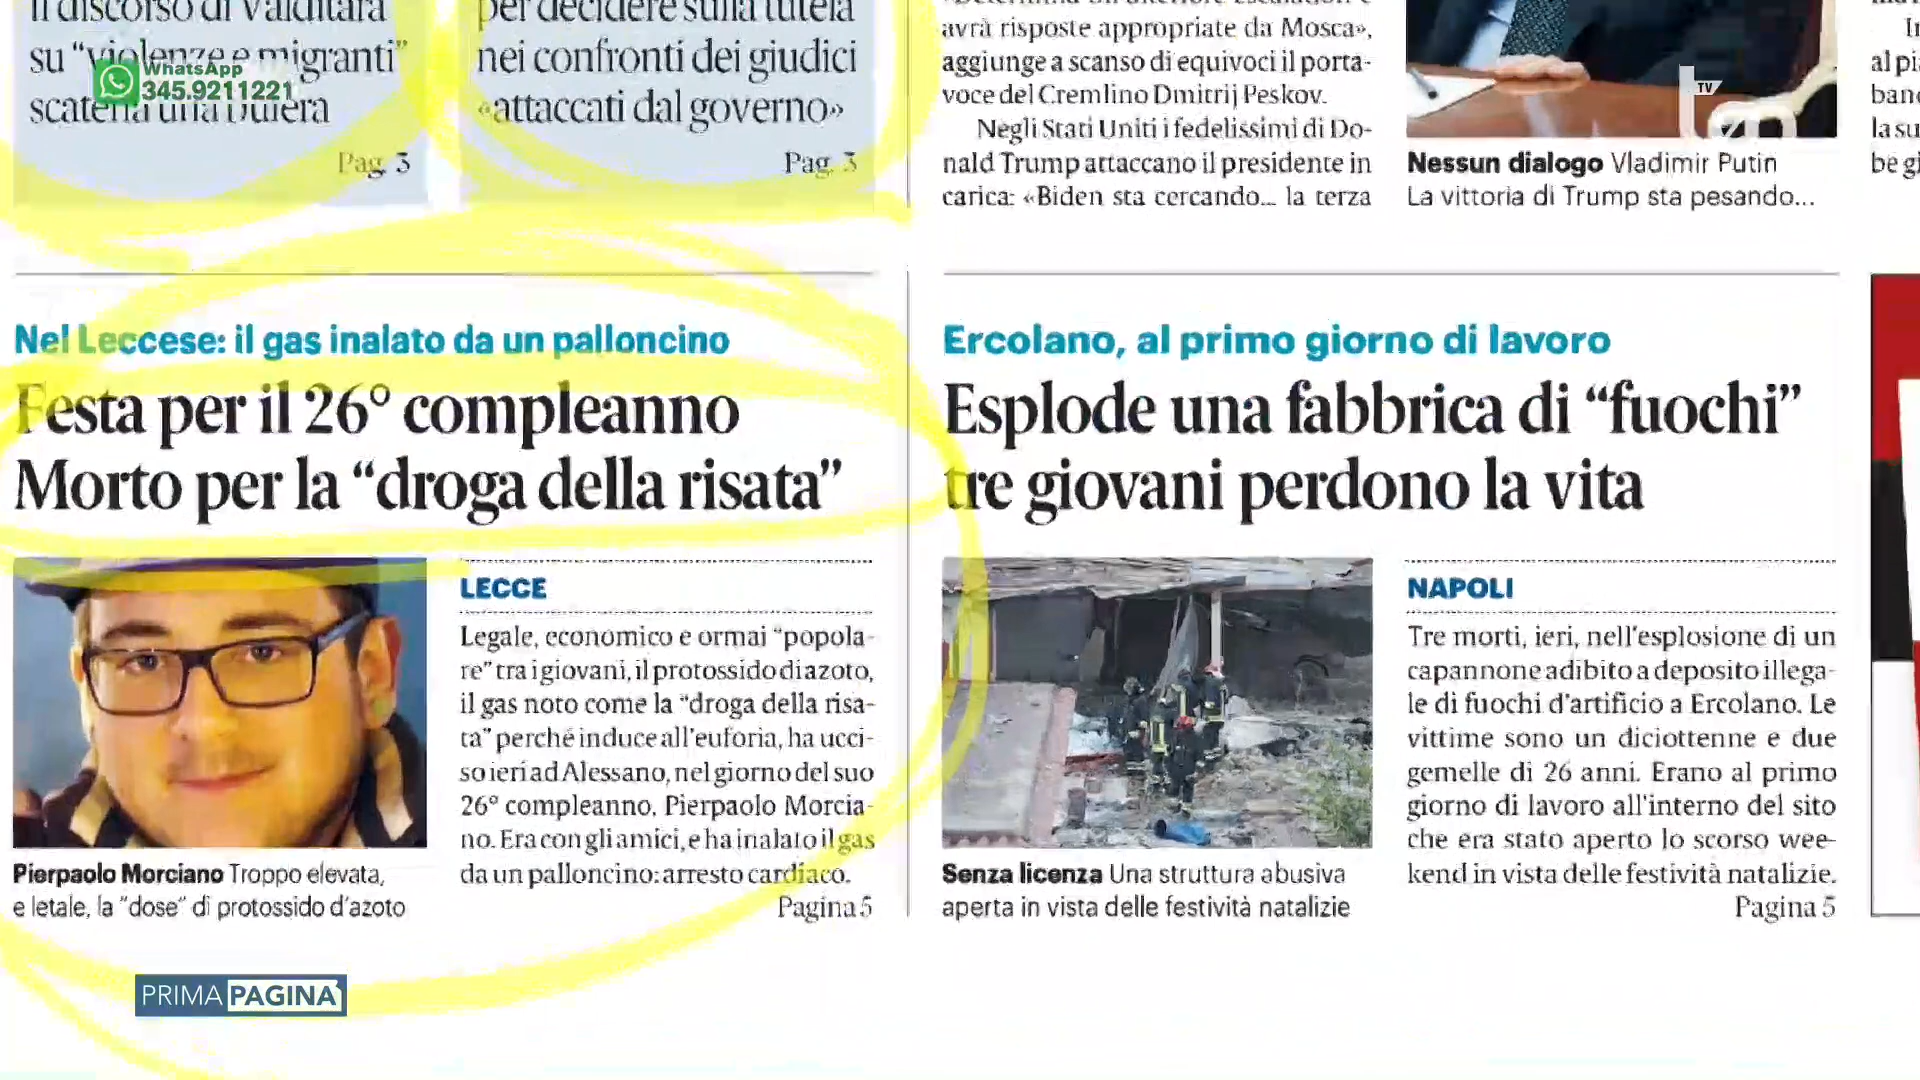 il discorso di Valditara
su “violenze e migranti”
scatena una bufera
Pag. 3
WhatsApp
345.9211221
per decidere sulla tutela
nei confronti dei giudici
«attaccati dal governo»
Pag. 3
avrà risposte appropriate da Mosca»,
aggiunge a scanso di equivoci il porta-
voce del Cremlino Dmitrij Peskov.
Negli Stati Uniti i fedelissimi di Do-
nald Trump attaccano il presidente in
carica: «Biden sta cercando... la terza
TV
Nessun dialogo Vladimir Putin
La vittoria di Trump sta pesando...
Nel Leccese: il gas inalato da un palloncino
Festa per il 26° compleanno
Morto per la “droga della risata”
Pierpaolo Morciano Troppo elevata,
e letale, la “dose” di protossido d’azoto
LECCE
Legale, economico e ormai “popola-
re” tra i giovani, il protossido di azoto,
il gas noto come la “droga della risa-
ta” perché induce all’euforia, ha ucci-
so ieri ad Alessano, nel giorno del suo
26° compleanno, Pierpaolo Morcia-
no. Era con gli amici, e ha inalato il gas
da un palloncino: arresto cardiaco.
Pagina 5
Ercolano, al primo giorno di lavoro
Esplode una fabbrica di “fuochi”
tre giovani perdono la vita
Senza licenza Una struttura abusiva
aperta in vista delle festività natalizie
NAPOLI
Tre morti, ieri, nell’esplosione di un
capannone adibito a deposito illega-
le di fuochi d’artificio a Ercolano. Le
vittime sono un diciottenne e due
gemelle di 26 anni. Erano al primo
giorno di lavoro all’interno del sito
che era stato aperto lo scorso wee-
kend in vista delle festività natalizie.
Pagina 5
PRIMA PAGINA